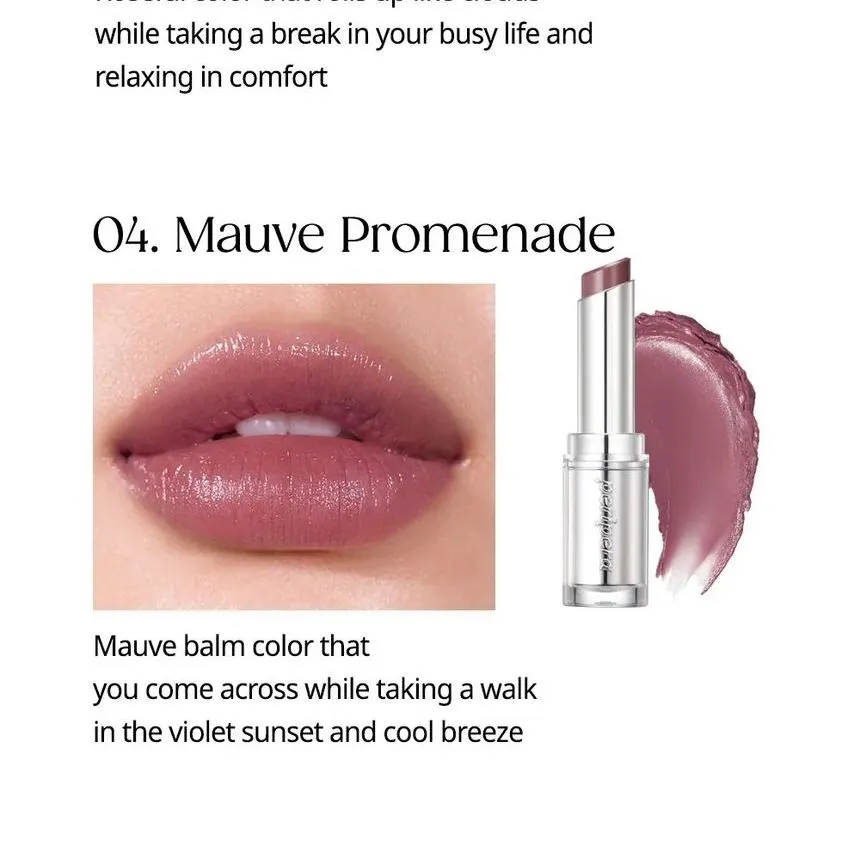 while taking a break in your busy life and
relaxing in comfort
04. Mauve Promenade
peripera
Mauve balm color that
you come across while taking a walk
in the violet sunset and cool breeze